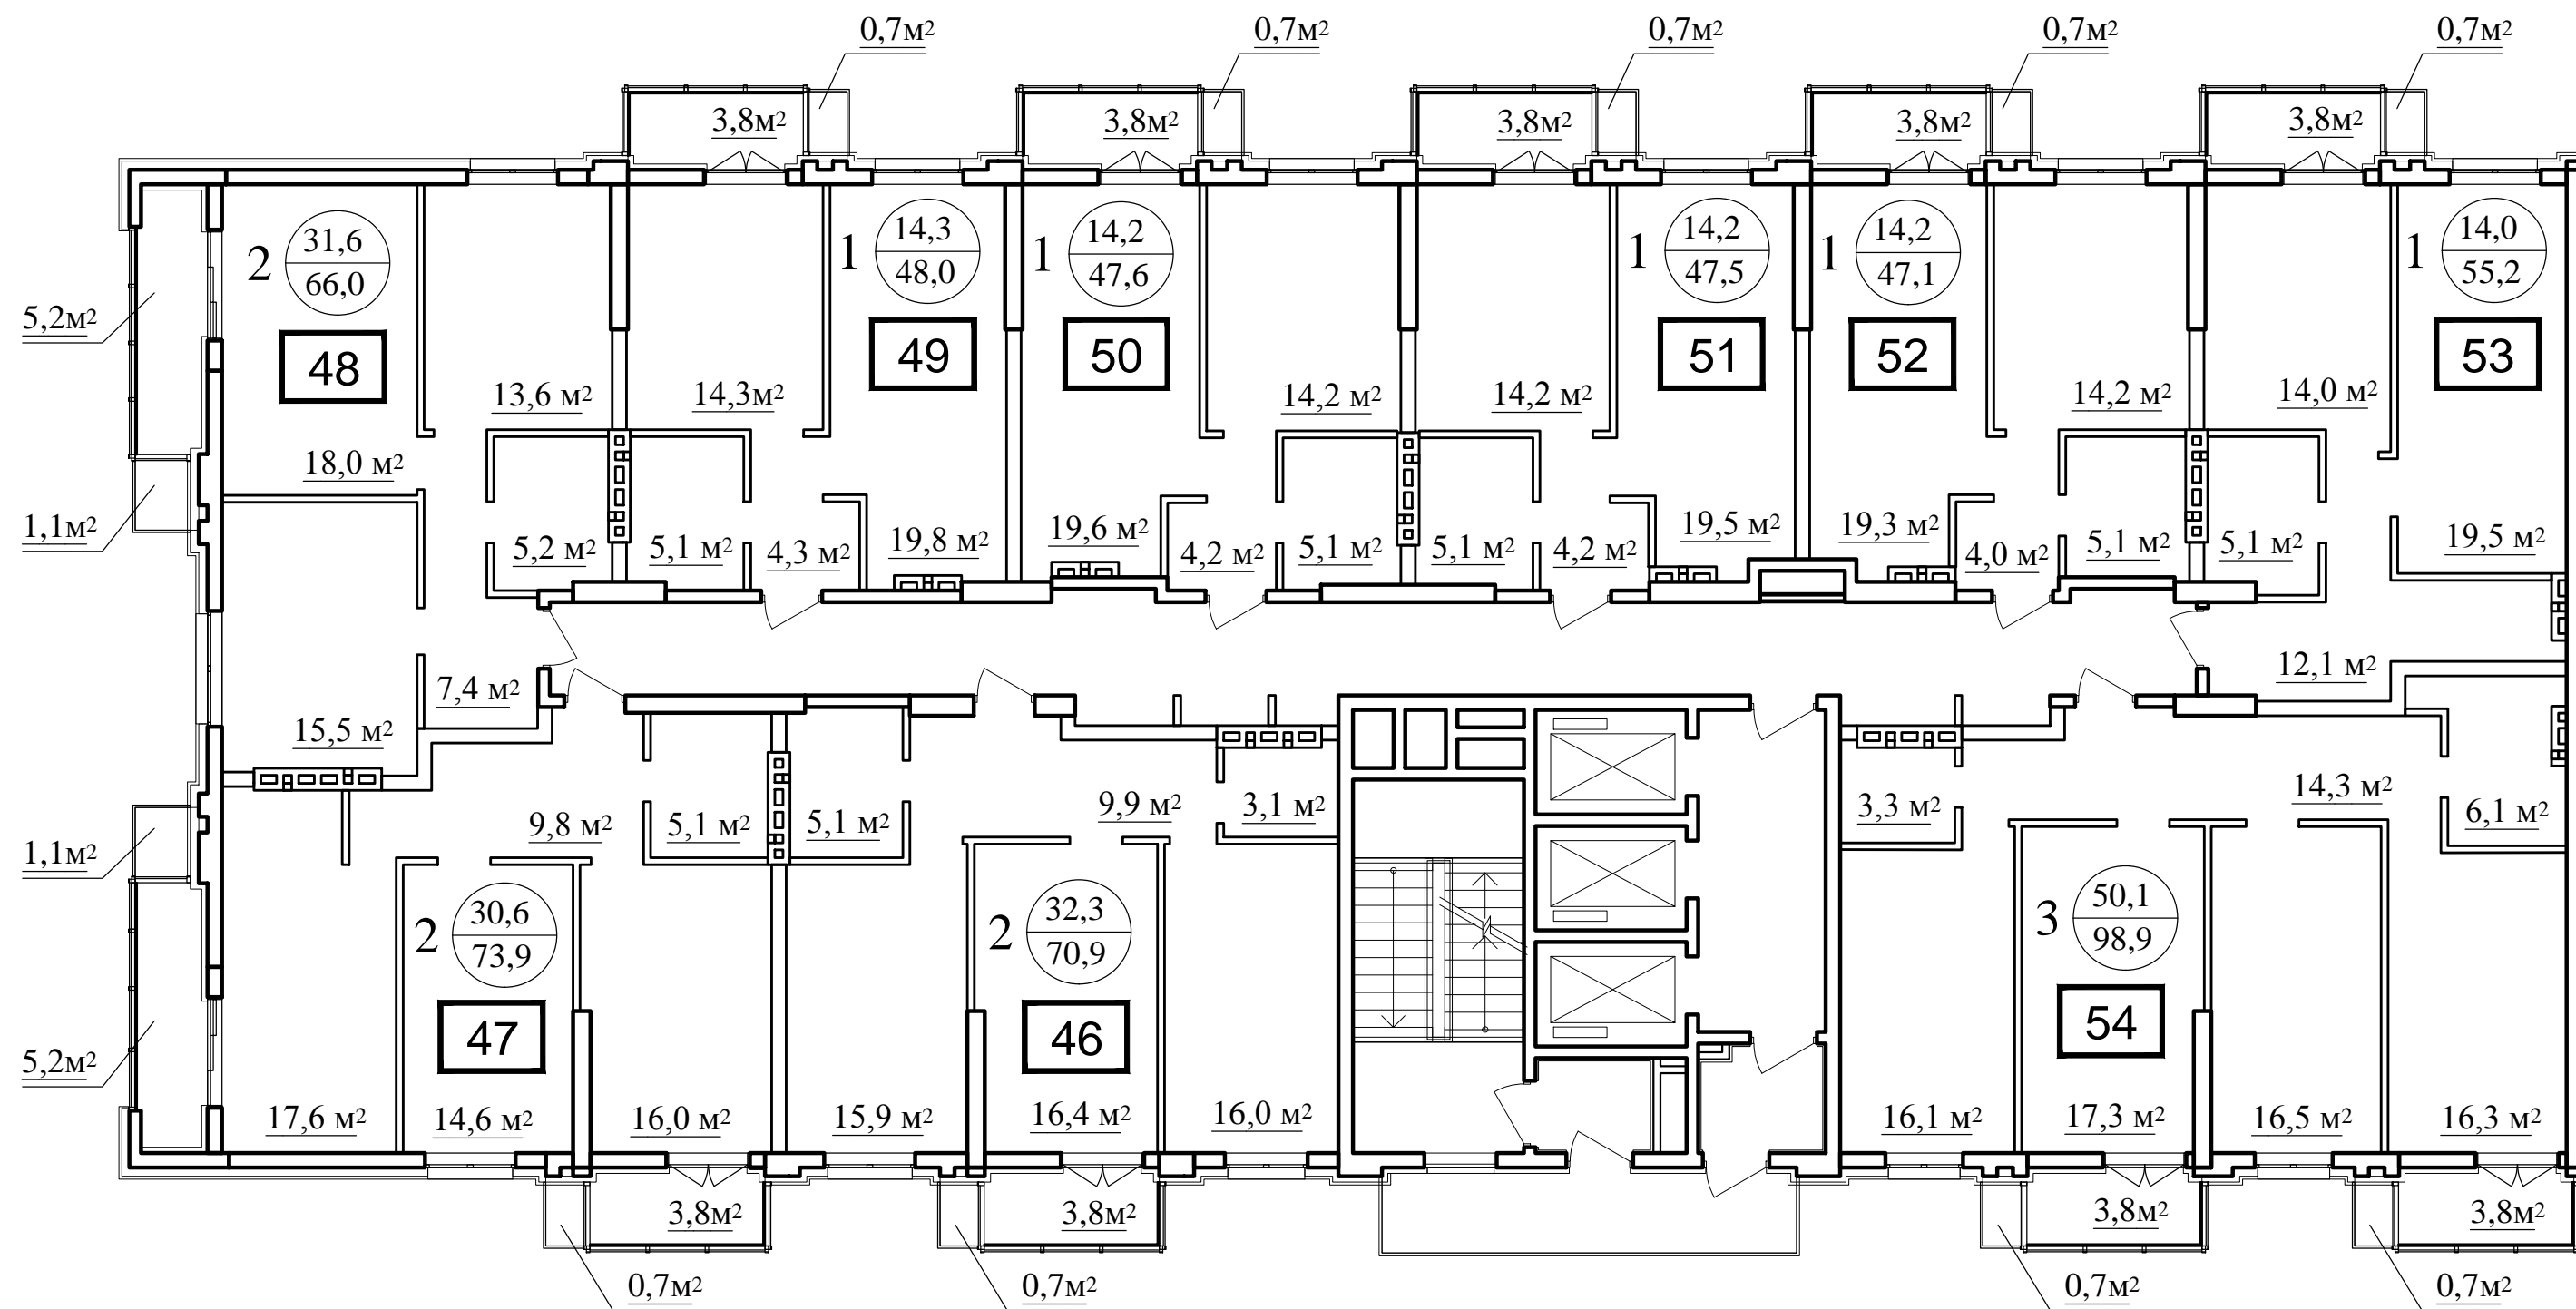 0,7м²
0,7м²
0,7м²
0,7м²
0,7м²
3,8м²
3,8м²
3,8м²
3,8м²
3,8м²
2
31,6
66,0
48
1
14,3
48,0
49
1
14,2
47,6
50
1
14,2
47,5
51
1
14,2
47,1
52
1
14,0
55,2
53
5,2м²
13,6 м²
14,3м²
14,2 м²
14,2 м²
14,2 м²
14,0 м²
18,0 м²
1,1м²
5,2 м²
5,1 м²
4,3 м²
19,8 м²
19,6 м²
4,2 м²
5,1 м²
5,1 м²
4,2 м²
19,5 м²
19,3 м²
4,0 м²
5,1 м²
5,1 м²
19,5 м²
7,4 м²
12,1 м²
15,5 м²
1,1м²
9,8 м²
5,1 м²
5,1 м²
9,9 м²
3,1 м²
3,3 м²
14,3 м²
6,1 м²
2
30,6
73,9
47
2
32,3
70,9
46
3
50,1
98,9
54
5,2м²
17,6 м²
14,6 м²
16,0 м²
15,9 м²
16,4 м²
16,0 м²
16,1 м²
17,3 м²
16,5 м²
16,3 м²
3,8м²
3,8м²
3,8м²
3,8м²
0,7м²
0,7м²
0,7м²
0,7м²